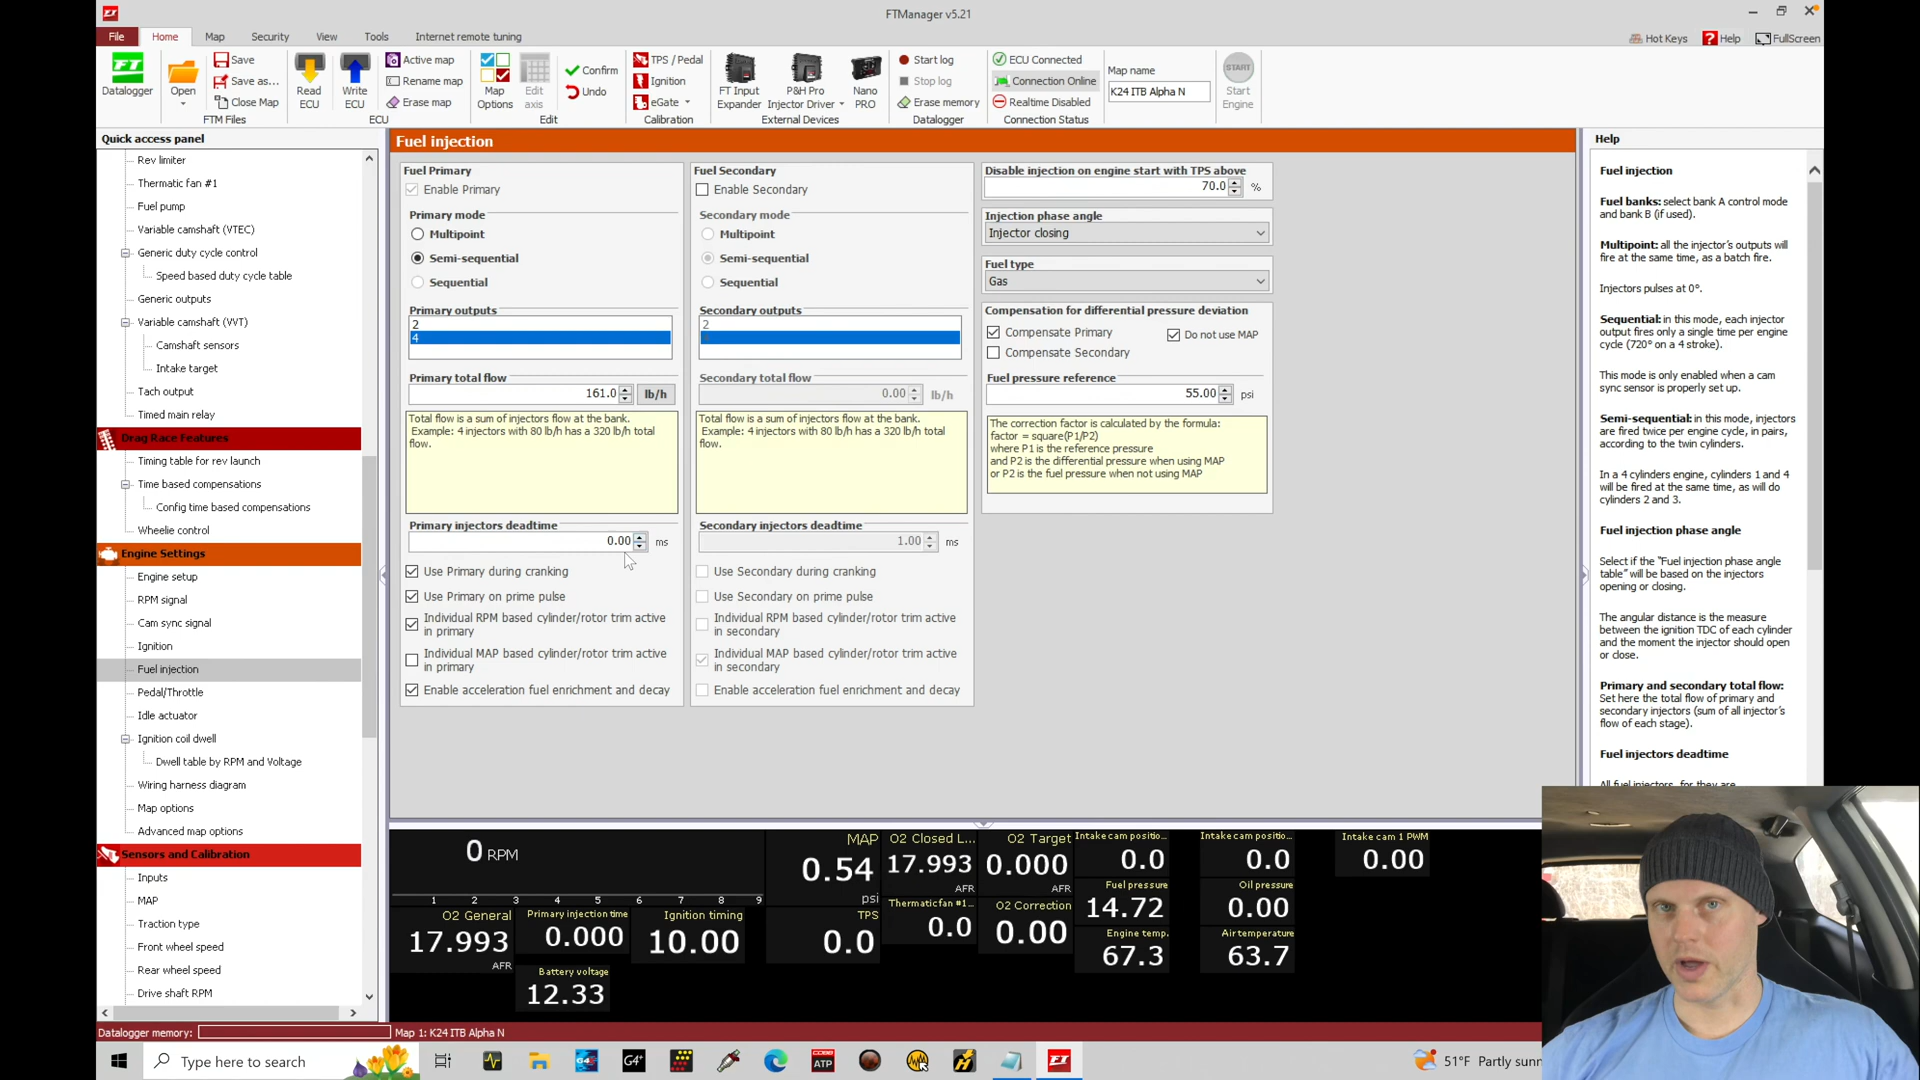 FTManager v5.21
File
Home
Map
Security
View
Tools
Internet remote tuning
Hot Keys
Help
FullScreen
Datalogger
Open
Save
Save as...
Close Map
FTM Files
Read ECU
Write ECU
Active map
Rename map
Erase map
ECU
Map Options
Edit axis
Confirm
Undo
Edit
TPS / Pedal
Ignition
eGate
Calibration
FT Input Expander
P&H Pro Injector Driver
Nano PRO
External Devices
Start log
Stop log
Erase memory
Datalogger
ECU Connected
Connection Online
Realtime Disabled
Connection Status
Map name
K24 ITB Alpha N
START
Start Engine
Quick access panel
Rev limiter
Thermatic fan #1
Fuel pump
Variable camshaft (VTEC)
Generic duty cycle control
Speed based duty cycle table
Generic outputs
Variable camshaft (VVT)
Camshaft sensors
Intake target
Tach output
Timed main relay
Drag Race Features
Timing table for rev launch
Time based compensations
Config time based compensations
Wheelie control
Engine Settings
Engine setup
RPM signal
Cam sync signal
Ignition
Fuel injection
Pedal/Throttle
Idle actuator
Ignition coil dwell
Dwell table by RPM and Voltage
Wiring harness diagram
Map options
Advanced map options
Sensors and Calibration
Inputs
MAP
Traction type
Front wheel speed
Rear wheel speed
Drive shaft RPM
Fuel injection
Fuel Primary
Enable Primary
Primary mode
Multipoint
Semi-sequential
Sequential
Primary outputs
2
4
Primary total flow
161.0 lb/h
Total flow is a sum of injectors flow at the bank.
Example: 4 injectors with 80 lb/h has a 320 lb/h total
flow.
Primary injectors deadtime
0.00 ms
Use Primary during cranking
Use Primary on prime pulse
Individual RPM based cylinder/rotor trim active
in primary
Individual MAP based cylinder/rotor trim active
in primary
Enable acceleration fuel enrichment and decay
Fuel Secondary
Enable Secondary
Secondary mode
Multipoint
Semi-sequential
Sequential
Secondary outputs
2
Secondary total flow
0.00 lb/h
Total flow is a sum of injectors flow at the bank.
Example: 4 injectors with 80 lb/h has a 320 lb/h total
flow.
Secondary injectors deadtime
1.00 ms
Use Secondary during cranking
Use Secondary on prime pulse
Individual RPM based cylinder/rotor trim active
in secondary
Individual MAP based cylinder/rotor trim active
in secondary
Enable acceleration fuel enrichment and decay
Disable injection on engine start with TPS above
70.0 %
Injection phase angle
Injector closing
Fuel type
Gas
Compensation for differential pressure deviation
Compensate Primary
Do not use MAP
Compensate Secondary
Fuel pressure reference
55.00 psi
The correction factor is calculated by the formula:
factor = square(P1/P2)
where P1 is the reference pressure
and P2 is the differential pressure when using MAP
or P2 is the fuel pressure when not using MAP
Help
Fuel injection
Fuel banks: select bank A control mode
and bank B (if used).
Multipoint: all the injector's outputs will
fire at the same time, as a batch fire.
Injectors pulses at 0°.
Sequential: in this mode, each injector
output fires only a single time per engine
cycle (720° on a 4 stroke).
This mode is only enabled when a cam
sync sensor is properly set up.
Semi-sequential: in this mode, injectors
are fired twice per engine cycle, in pairs,
according to the twin cylinders.
In a 4 cylinders engine, cylinders 1 and 4
will be fired at the same time, as will do
cylinders 2 and 3.
Fuel injection phase angle
Select if the "Fuel injection phase angle
table" will be based on the injectors
opening or closing.
The angular distance is the measure
between the ignition TDC of each cylinder
and the moment the injector should open
or close.
Primary and secondary total flow:
Set here the total flow of primary and
secondary injectors (sum of all injector's
flow of each stage).
Fuel injectors deadtime
All fuel injectors, for they are
0 RPM
1 2 3 4 5 6 7 8 9
O2 General
17.993
AFR
Primary injection time
0.000
Ignition timing
10.00
Battery voltage
12.33
MAP
0.54
psi
TPS
0.0
O2 Closed L...
17.993
AFR
Thermatic fan #1...
0.0
O2 Target
0.000
AFR
O2 Correction
0.00
Intake cam positio...
0.0
Fuel pressure
14.72
Engine temp.
67.3
Intake cam positio...
0.0
Oil pressure
0.00
Air temperature
63.7
Intake cam 1 PWM
0.00
Datalogger memory:
Map 1: K24 ITB Alpha N
Type here to search
G4+
COBB
ATP
FT
51°F Partly sunn